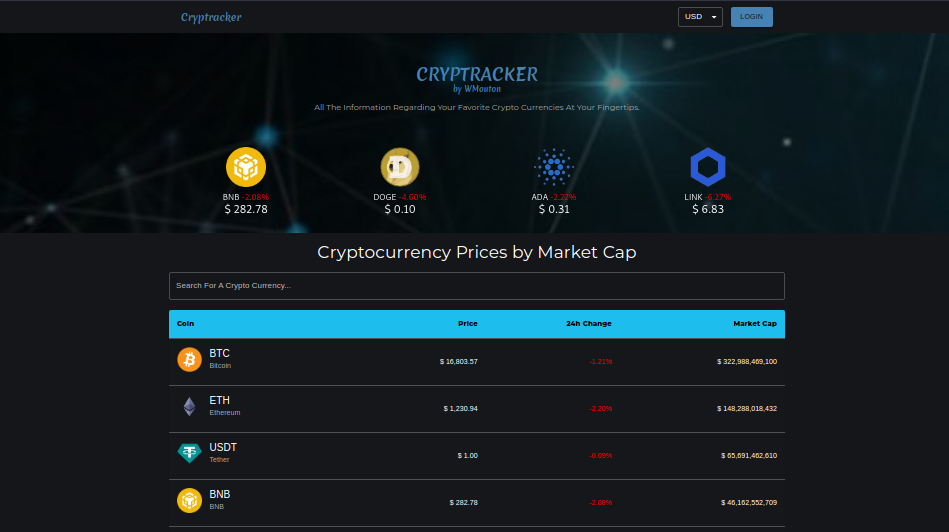 Cryptracker
USD
LOGIN
CRYPTRACKER
by WMouton
All The Information Regarding Your Favorite Crypto Currencies At Your Fingertips.
BNB -2.08%
$ 282.78
DOGE -4.60%
$ 0.10
ADA -2.22%
$ 0.31
LINK -6.27%
$ 6.83
Cryptocurrency Prices by Market Cap
Search For A Crypto Currency...
Coin Price 24h Change Market Cap
BTC
Bitcoin
$ 16,803.57 -1.21% $ 322,988,469,100
ETH
Ethereum
$ 1,230.94 -2.20% $ 148,288,018,432
USDT
Tether
$ 1.00 -0.09% $ 65,691,462,610
BNB
BNB
$ 282.78 -2.08% $ 46,162,552,709